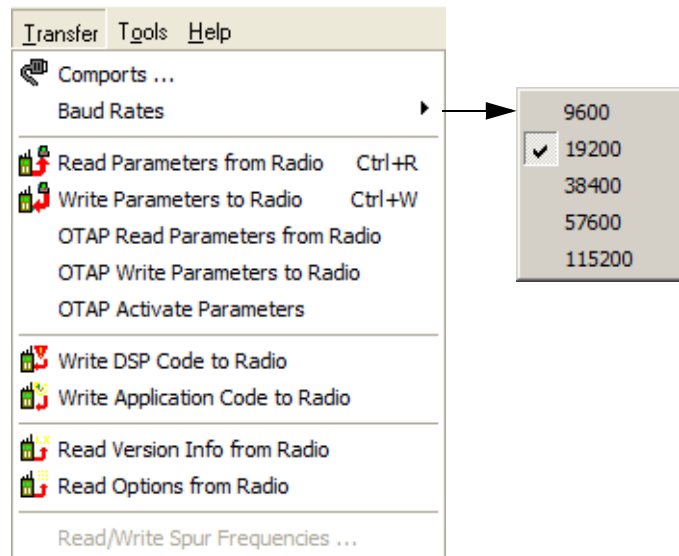 Transfer Tools Help
Comports ...
Baud Rates
9600
19200
38400
57600
115200
Read Parameters from Radio Ctrl+R
Write Parameters to Radio Ctrl+W
OTAP Read Parameters from Radio
OTAP Write Parameters to Radio
OTAP Activate Parameters
Write DSP Code to Radio
Write Application Code to Radio
Read Version Info from Radio
Read Options from Radio
Read/Write Spur Frequencies ...